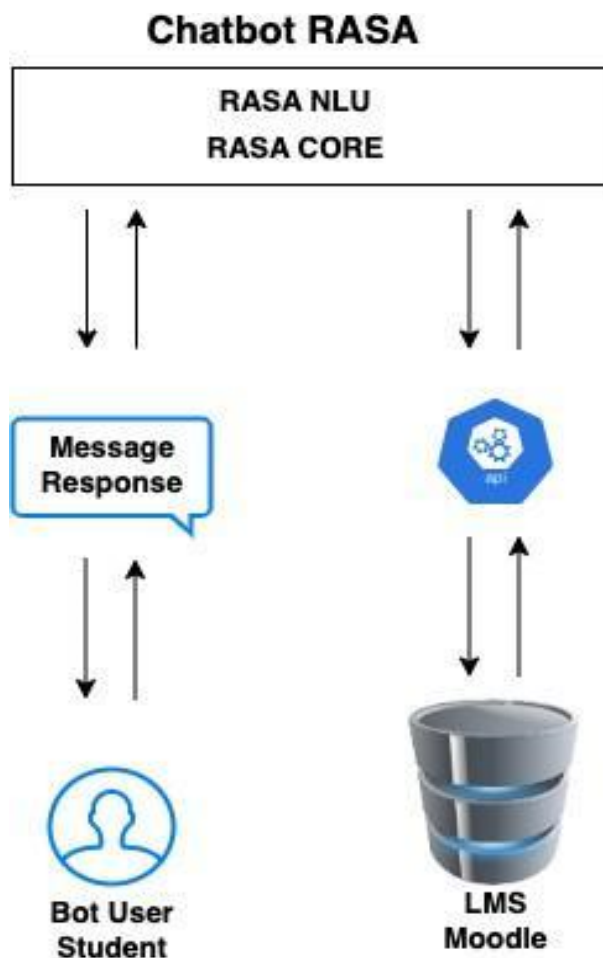 Chatbot RASA
RASA NLU
RASA CORE
Message
Response
api
Bot User
Student
LMS
Moodle